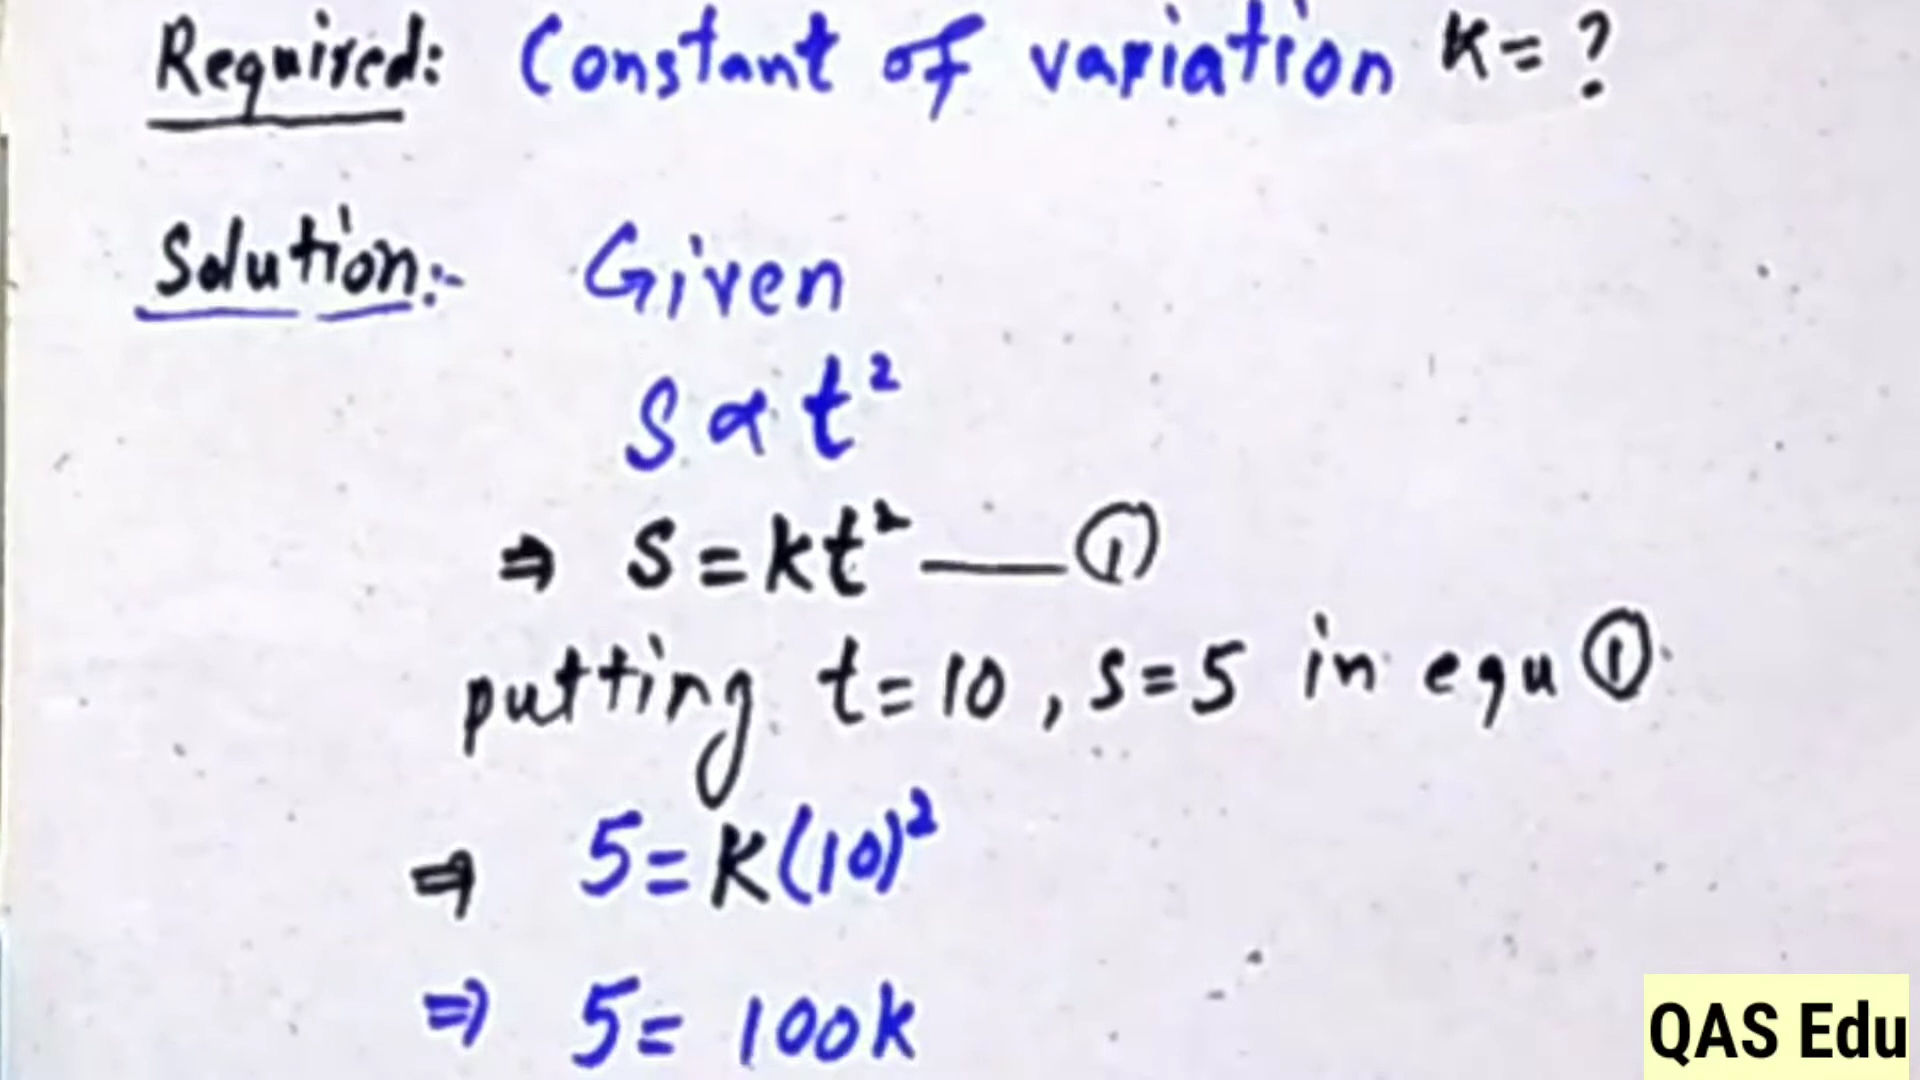 Required: Constant of variation K=?
Solution:- Given
S∝t²
⇒ S=kt² —— ①
putting t=10, s=5 in equ ①.
⇒ 5=K(10)²
⇒ 5= 100k
QAS Edu